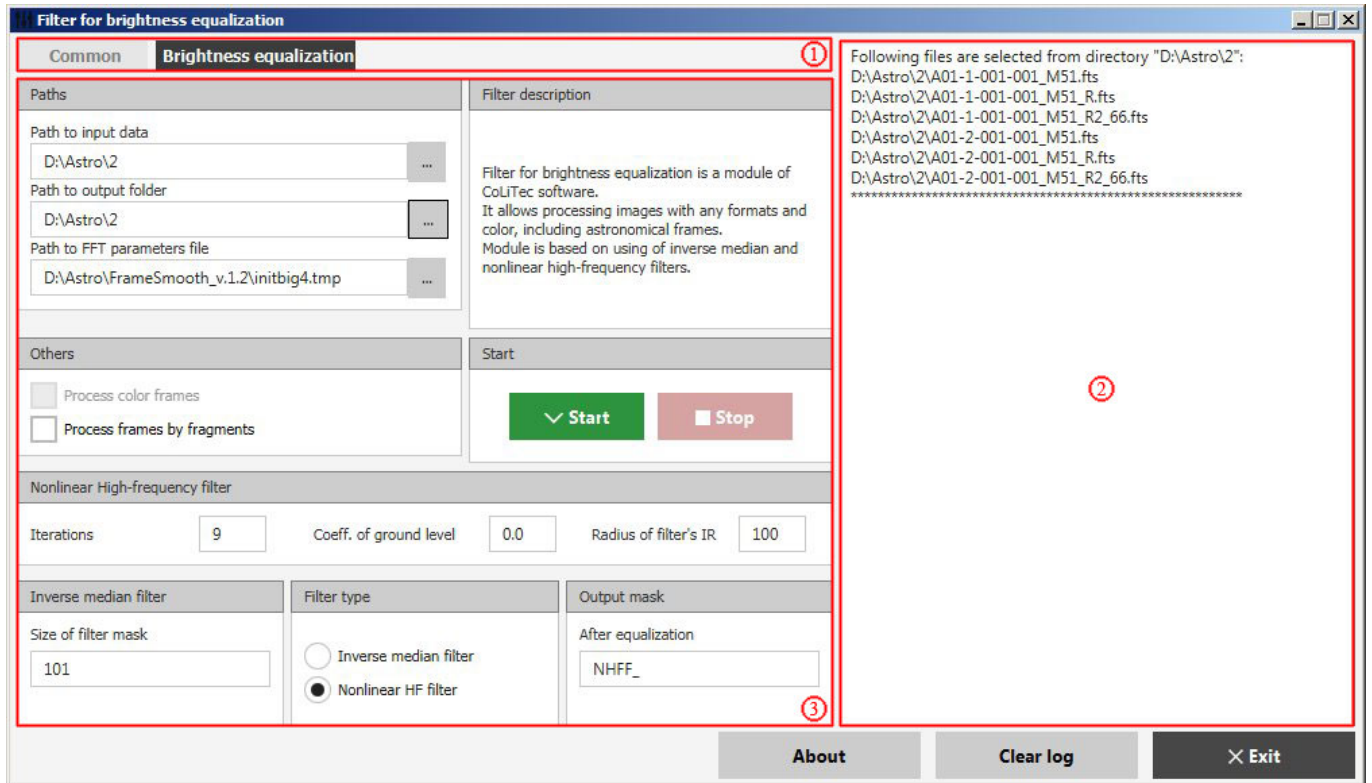 Filter for brightness equalization
Common
Brightness equalization
1
Paths
Path to input data
D:\Astro\2
...
Path to output folder
D:\Astro\2
...
Path to FFT parameters file
D:\Astro\FrameSmooth_v.1.2\initbig4.tmp
...
Filter description
Filter for brightness equalization is a module of
CoLiTec software.
It allows processing images with any formats and
color, including astronomical frames.
Module is based on using of inverse median and
nonlinear high-frequency filters.
Others
Process color frames
Process frames by fragments
Start
Start
Stop
Nonlinear High-frequency filter
Iterations
9
Coeff. of ground level
0.0
Radius of filter's IR
100
Inverse median filter
Size of filter mask
101
Filter type
Inverse median filter
Nonlinear HF filter
Output mask
After equalization
NHFF_
3
Following files are selected from directory "D:\Astro\2":
D:\Astro\2\A01-1-001-001_M51.fts
D:\Astro\2\A01-1-001-001_M51_R.fts
D:\Astro\2\A01-1-001-001_M51_R2_66.fts
D:\Astro\2\A01-2-001-001_M51.fts
D:\Astro\2\A01-2-001-001_M51_R.fts
D:\Astro\2\A01-2-001-001_M51_R2_66.fts
**********************************************************
2
About
Clear log
Exit